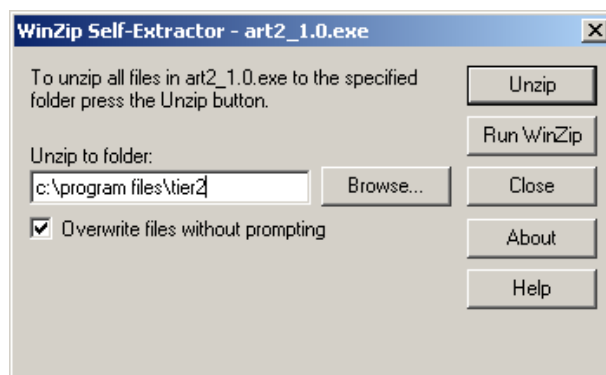 WinZip Self-Extractor - art2_1.0.exe
To unzip all files in art2_1.0.exe to the specified
folder press the Unzip button.
Unzip to folder:
c:\program files\tier2
Browse...
Overwrite files without prompting
Unzip
Run WinZip
Close
About
Help